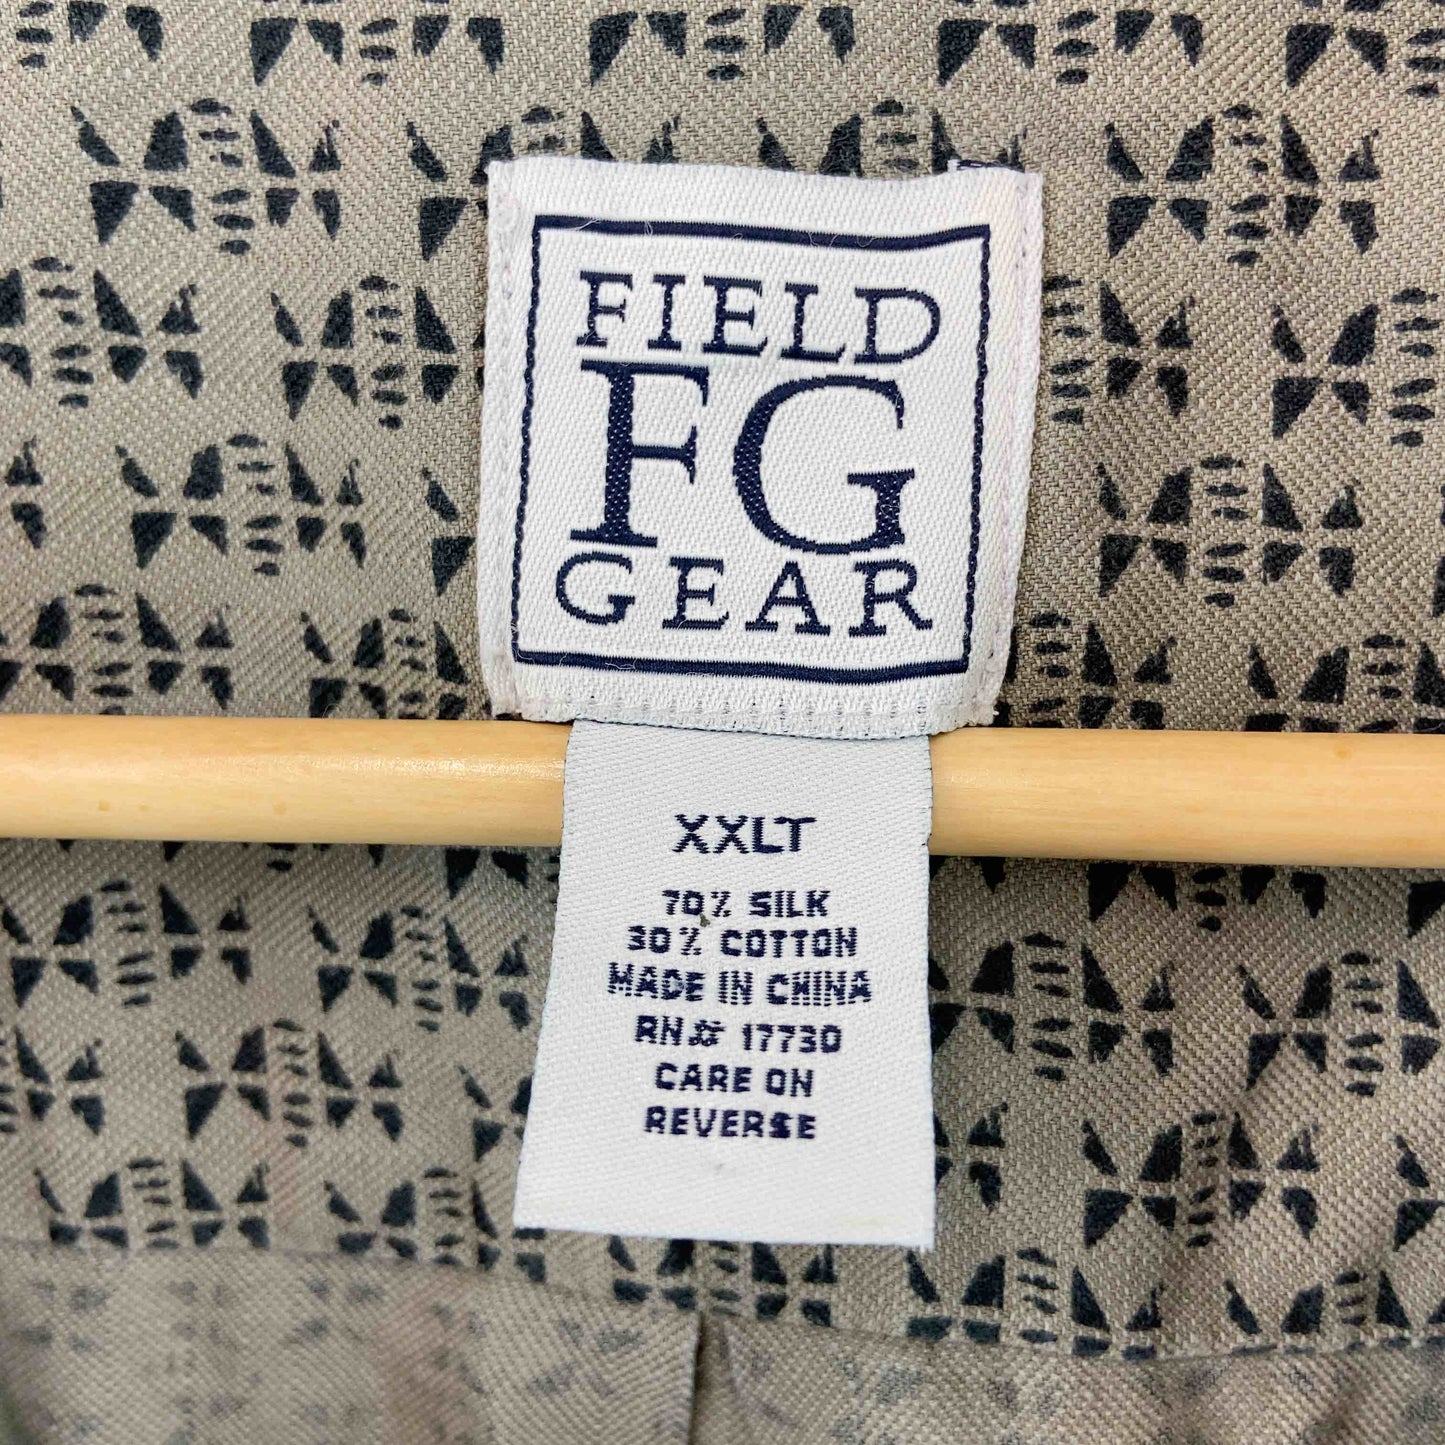 FIELD
FG
GEAR
XXLT
70% SILK
30% COTTON
MADE IN CHINA
RN# 17730
CARE ON
REVERSE